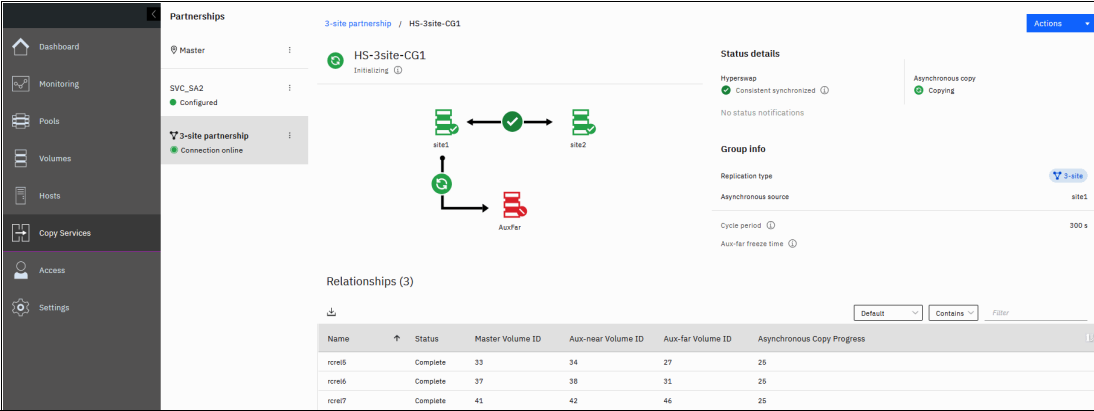 Partnerships
Master
SVC_SA2
Configured
3-site partnership
Connection online
Dashboard
Monitoring
Pools
Volumes
Hosts
Copy Services
Access
Settings
3-site partnership / HS-3site-CG1
Actions
HS-3site-CG1
Initializing
site1
site2
AuxFar
Status details
Hyperswap
Consistent synchronized
Asynchronous copy
Copying
No status notifications
Group info
Replication type 3-site
Asynchronous source site1
Cycle period 300 s
Aux-far freeze time
Relationships (3)
Default Contains Filter
Name Status Master Volume ID Aux-near Volume ID Aux-far Volume ID Asynchronous Copy Progress
rcrel5 Complete 33 34 27 25
rcrel6 Complete 37 38 31 25
rcrel7 Complete 41 42 46 25